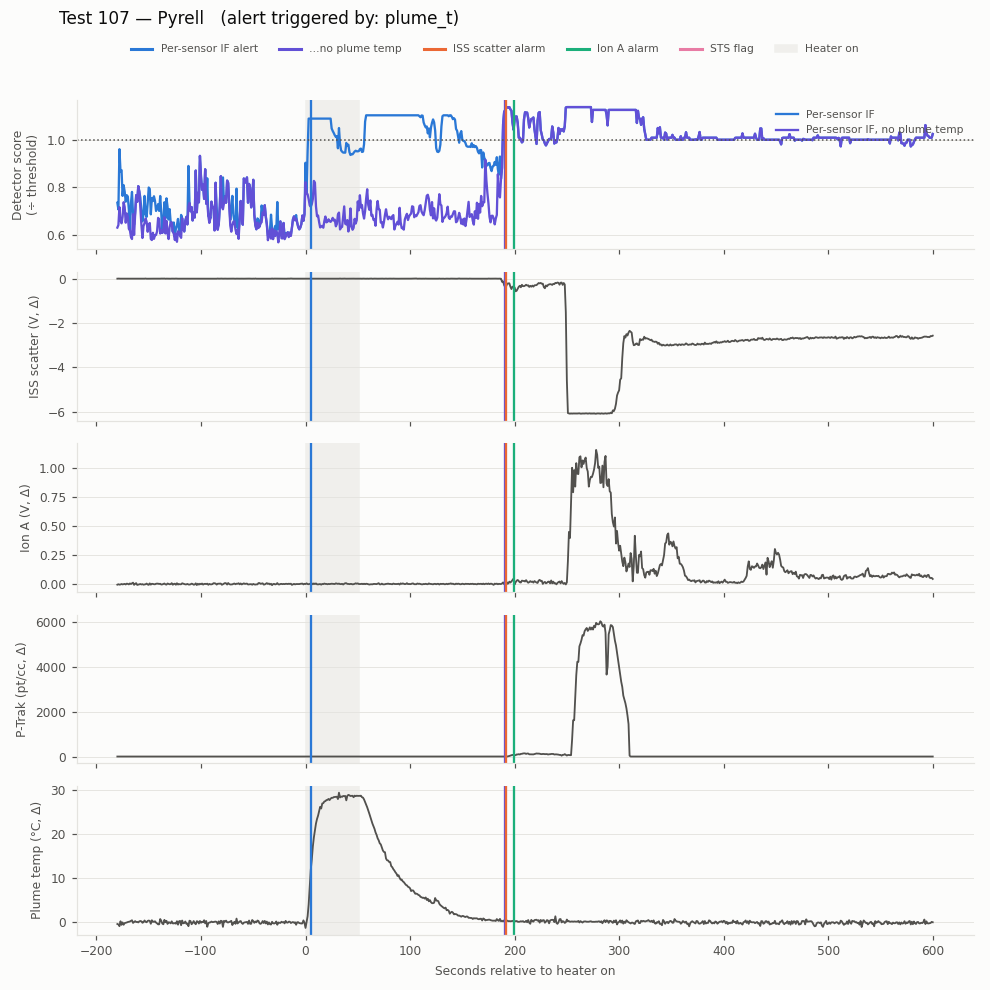 Test 107 — Pyrell   (alert triggered by: plume_t)
Per-sensor IF alert   ...no plume temp   ISS scatter alarm   Ion A alarm   STS flag   Heater on
Detector score
(÷ threshold)
1.0
0.8
0.6
Per-sensor IF
Per-sensor IF, no plume temp
ISS scatter (V, Δ)
0
−2
−4
−6
Ion A (V, Δ)
1.00
0.75
0.50
0.25
0.00
P-Trak (pt/cc, Δ)
6000
4000
2000
0
Plume temp (°C, Δ)
30
20
10
0
−200   −100   0   100   200   300   400   500   600
Seconds relative to heater on